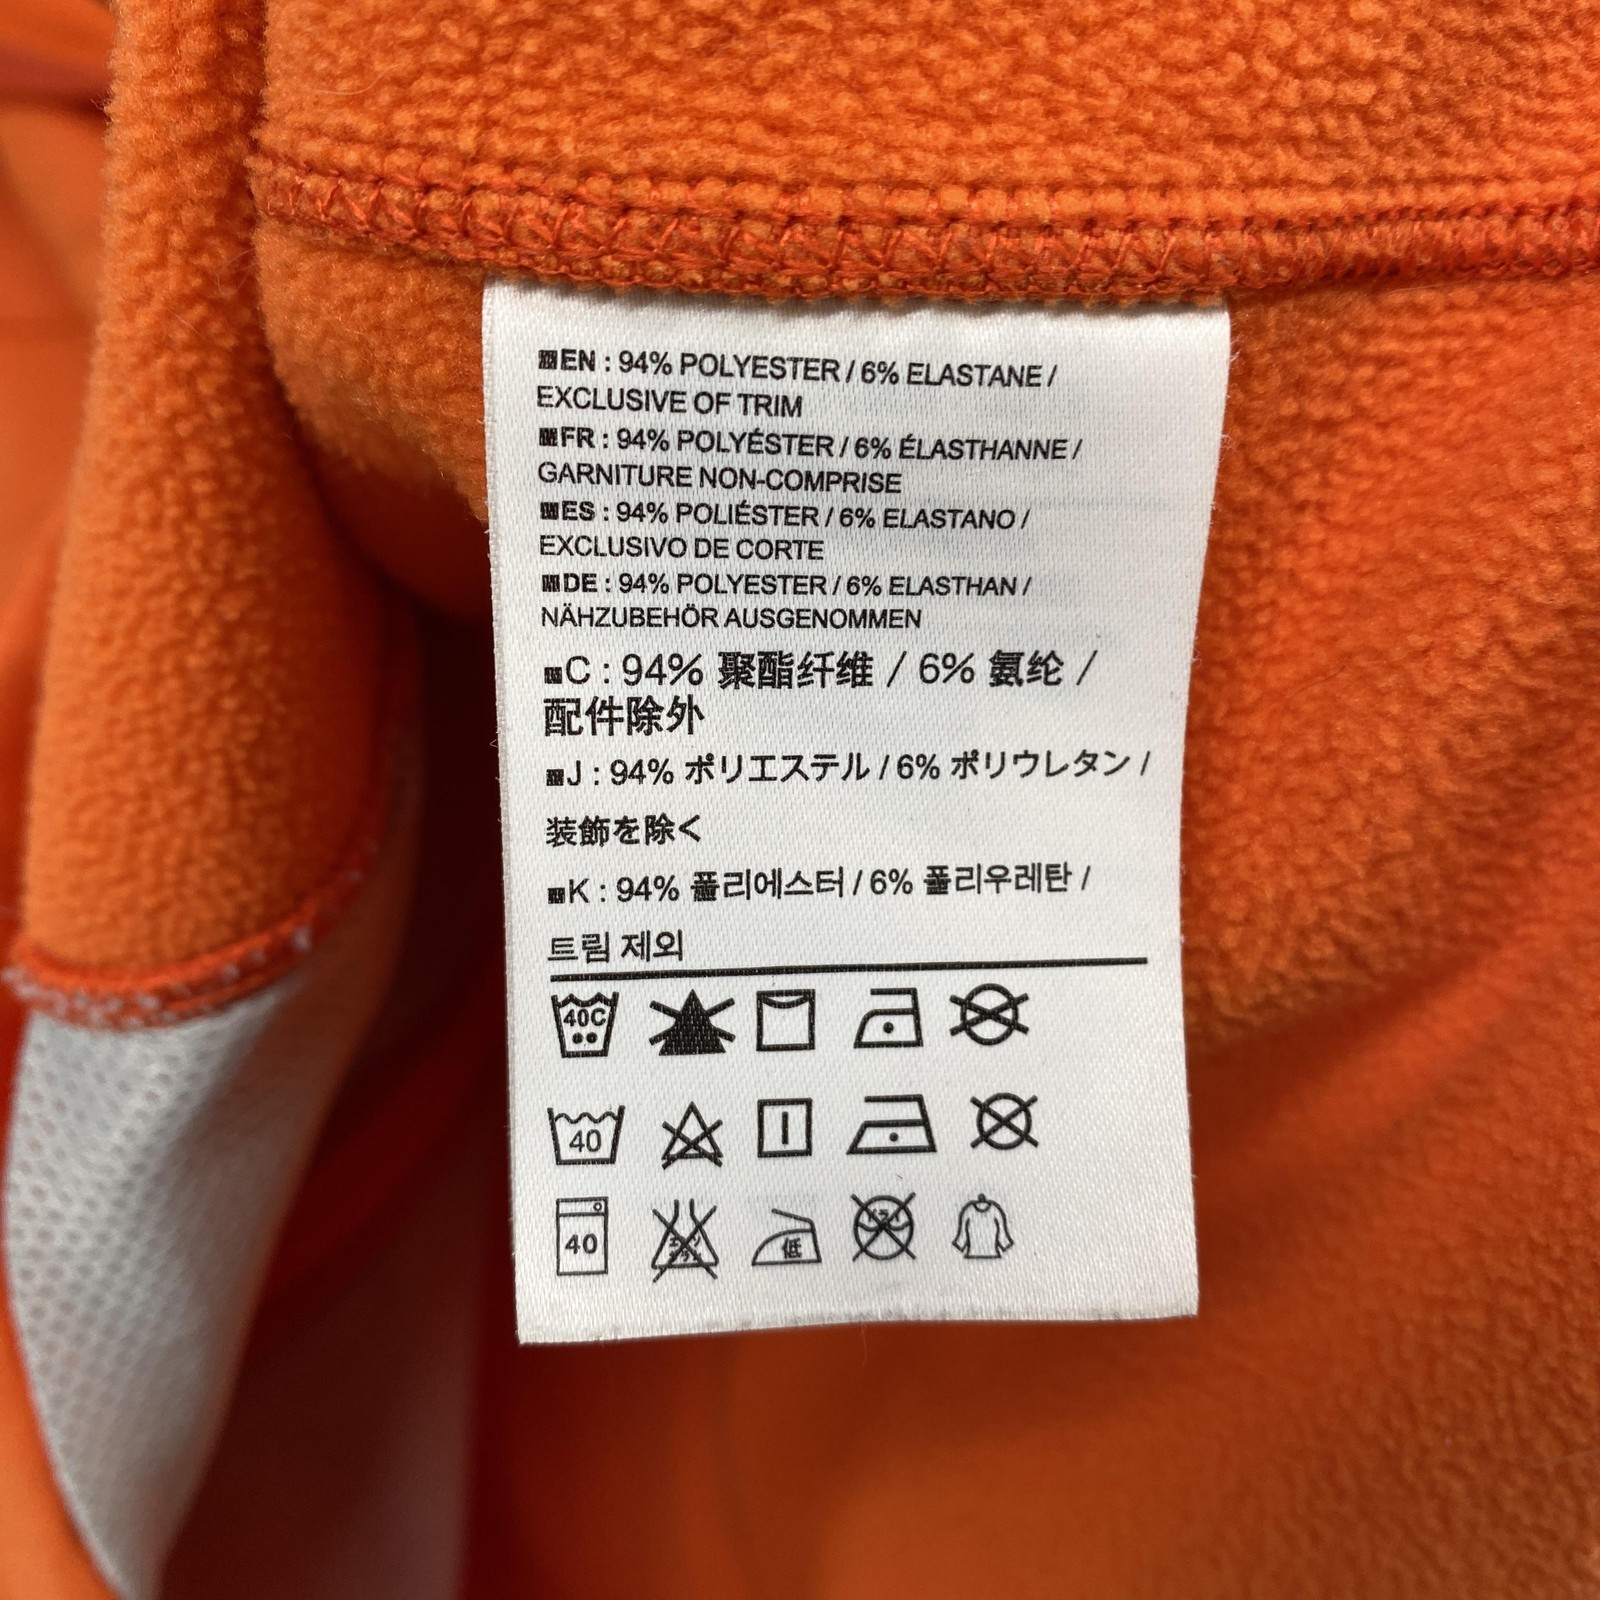 EN : 94% POLYESTER / 6% ELASTANE /
EXCLUSIVE OF TRIM
FR : 94% POLYÉSTER / 6% ÉLASTHANNE /
GARNITURE NON-COMPRISE
ES : 94% POLIÉSTER / 6% ELASTANO /
EXCLUSIVO DE CORTE
DE : 94% POLYESTER / 6% ELASTHAN /
NÄHZUBEHÖR AUSGENOMMEN
C : 94% 聚酯纤维 / 6% 氨纶 /
配件除外
J : 94% ポリエステル / 6% ポリウレタン /
装飾を除く
K : 94% 폴리에스터 / 6% 폴리우레탄 /
트림 제외
40C
40
40 低